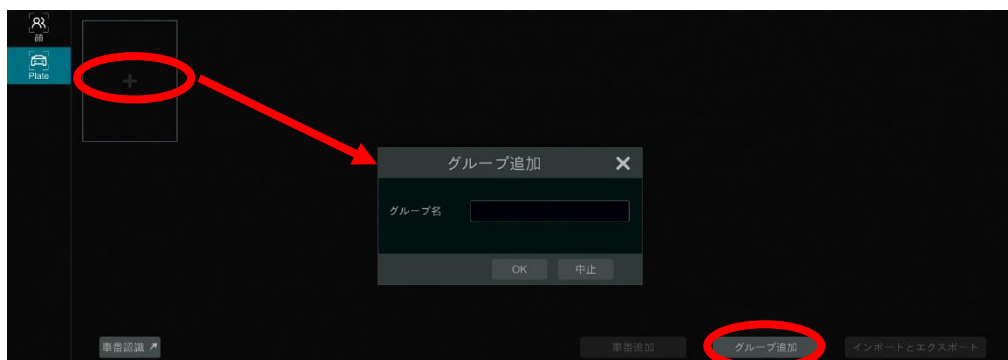 顔
Plate
グループ追加
グループ名
OK 中止
車番認識
車番追加 グループ追加 インポートとエクスポート